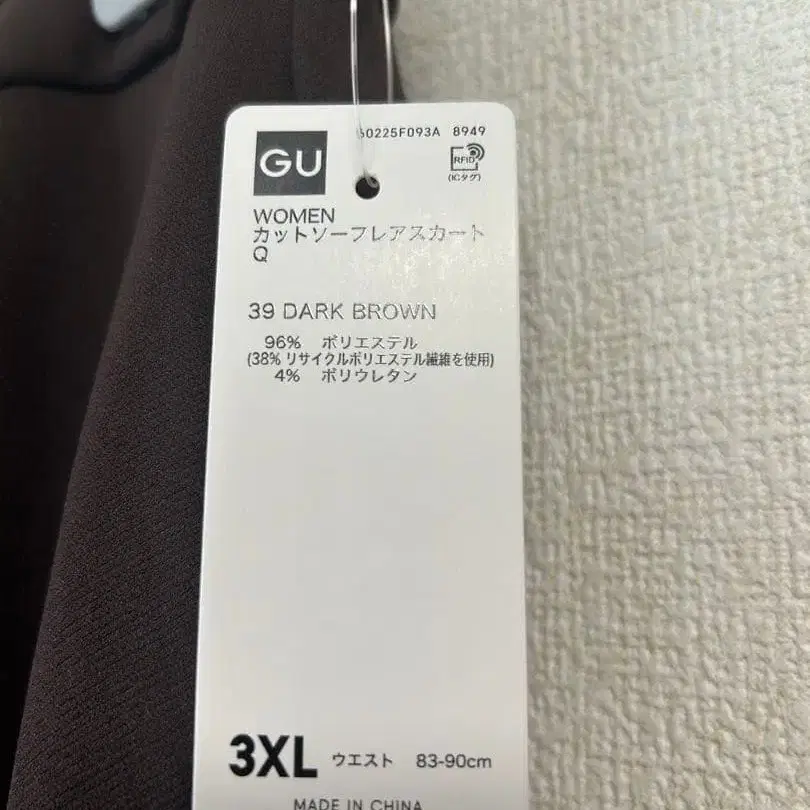 GU
60225F093A 8949
RFID
(ICタグ)
WOMEN
カットソーフレアスカート
Q
39 DARK BROWN
96% ポリエステル
(38% リサイクルポリエステル繊維を使用)
4% ポリウレタン
3XL ウエスト 83-90cm
MADE IN CHINA